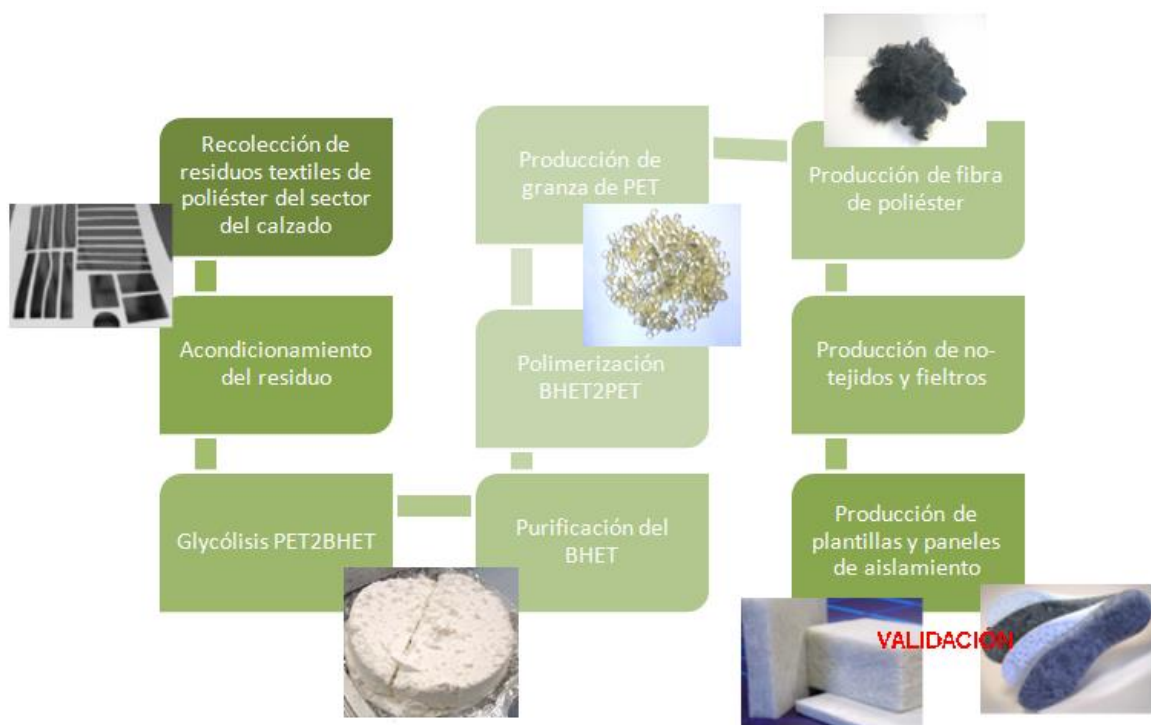 Recolección de
residuos textiles de
poliéster del sector
del calzado
Acondicionamiento
del residuo
Glycólisis PET2BHET
Purificación del
BHET
Polimerización
BHET2PET
Producción de
granza de PET
Producción de fibra
de poliéster
Producción de no-
tejidos y fieltros
Producción de
plantillas y paneles
de aislamiento
VALIDACIÓN